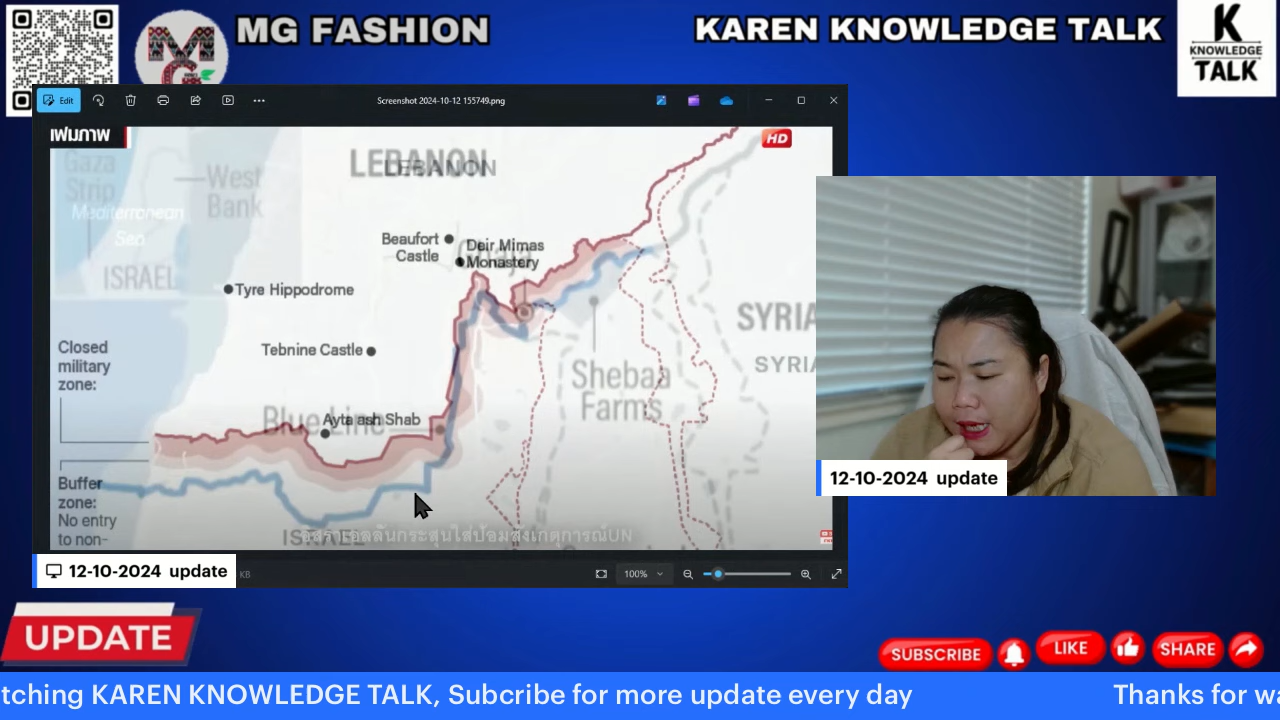 MG FASHION
KAREN KNOWLEDGE TALK
K
KNOWLEDGE
TALK
Edit
Screenshot 2024-10-12 155749.png
HD
Gaza
Strip
West
Bank
Mediterranean
Sea
ISRAEL
LEBANON
LEBANON
Beaufort
Castle
Deir Mimas
Monastery
Tyre Hippodrome
Tebnine Castle
SYRIA
SYRIA
Closed
military
zone:
Shebaa
Farms
Blue Line
Ayta ash Shab
Buffer
zone:
No entry
to non-
ISRAEL
12-10-2024 update
12-10-2024 update
KB
100%
UPDATE
SUBSCRIBE
LIKE
SHARE
tching KAREN KNOWLEDGE TALK, Subcribe for more update every day
Thanks for wa